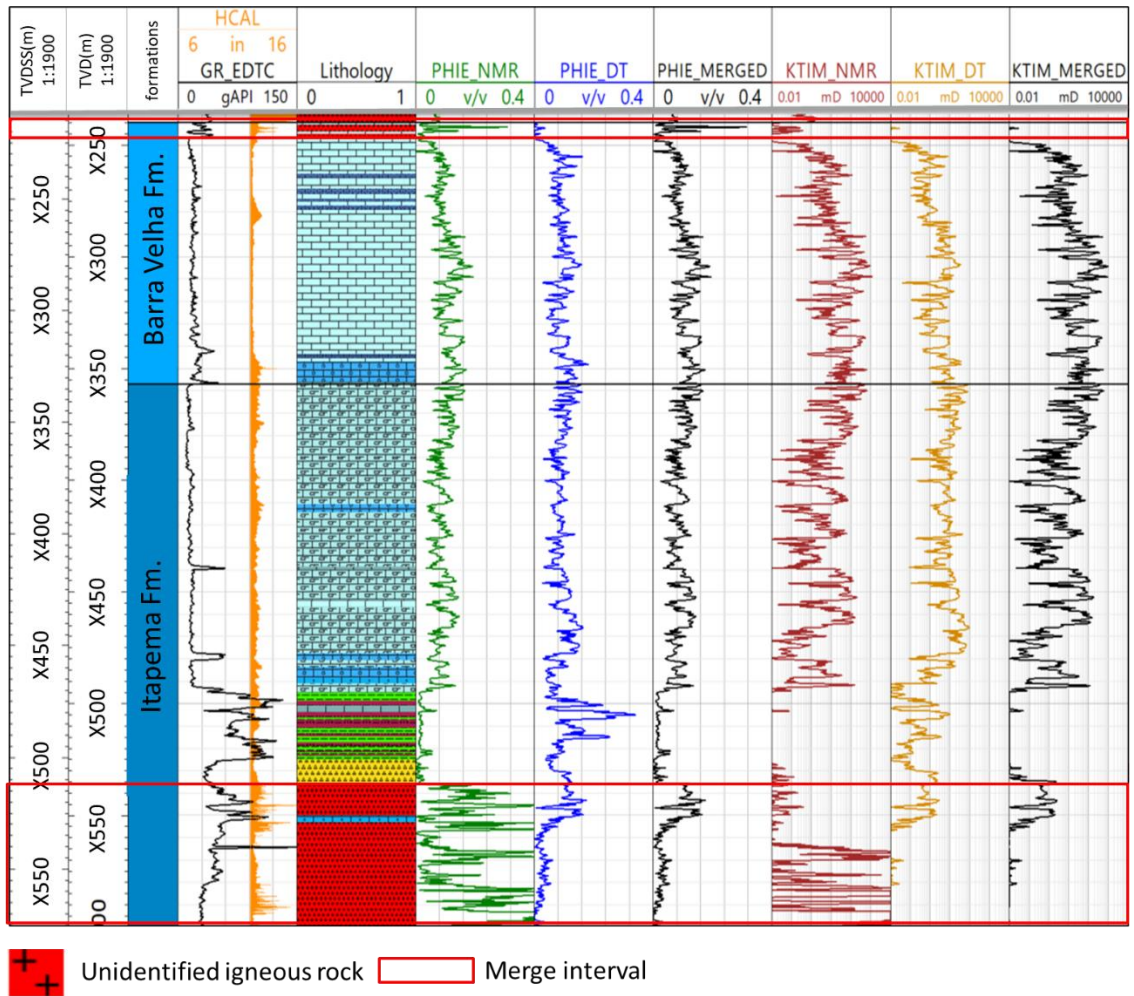 HCAL
6 in 16
GR_EDTC
0 gAPI 150
TVDSS(m)
1:1900
TVD(m)
1:1900
formations
Lithology
0 1
PHIE_NMR
0 v/v 0.4
PHIE_DT
0 v/v 0.4
PHIE_MERGED
0 v/v 0.4
KTIM_NMR
0.01 mD 10000
KTIM_DT
0.01 mD 10000
KTIM_MERGED
0.01 mD 10000
X250
X300
X350
X400
X450
X500
X550
X250
X300
X350
X400
X450
X500
X550
Barra Velha Fm.
Itapema Fm.
Unidentified igneous rock
Merge interval